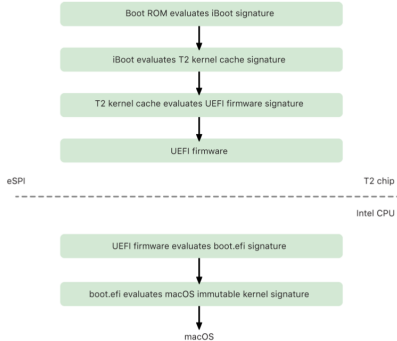 Boot ROM evaluates iBoot signature
iBoot evaluates T2 kernel cache signature
T2 kernel cache evaluates UEFI firmware signature
UEFI firmware
eSPI
T2 chip
Intel CPU
UEFI firmware evaluates boot.efi signature
boot.efi evaluates macOS immutable kernel signature
macOS